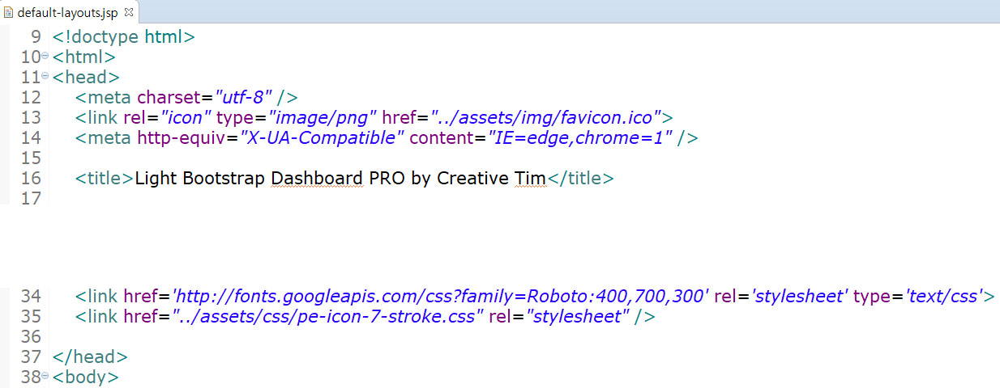 default-layouts.jsp
9 <!doctype html>
10 <html>
11 <head>
12 <meta charset="utf-8" />
13 <link rel="icon" type="image/png" href="../assets/img/favicon.ico">
14 <meta http-equiv="X-UA-Compatible" content="IE=edge,chrome=1" />
15
16 <title>Light Bootstrap Dashboard PRO by Creative Tim</title>
17
34 <link href='http://fonts.googleapis.com/css?family=Roboto:400,700,300' rel='stylesheet' type='text/css'>
35 <link href="../assets/css/pe-icon-7-stroke.css" rel="stylesheet" />
36
37 </head>
38 <body>